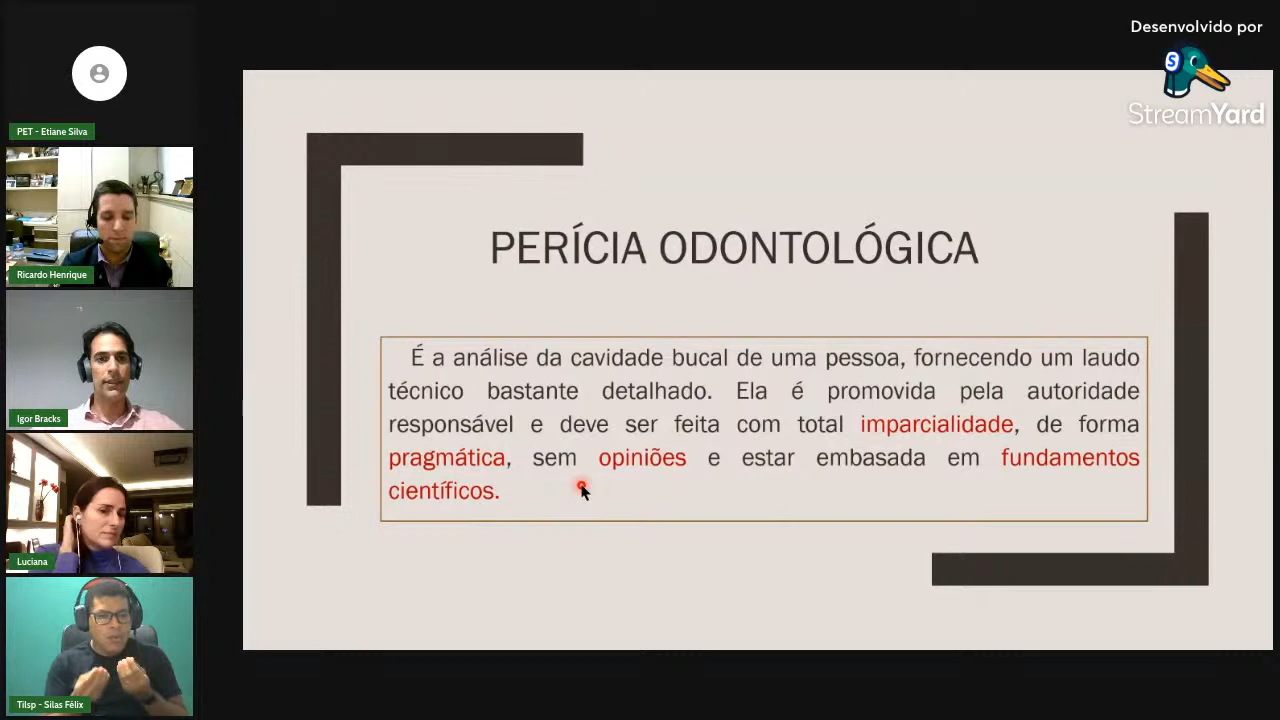 Desenvolvido por
StreamYard
PET - Etiane Silva
Ricardo Henrique
Igor Bracks
Luciana
Tilsp - Silas Félix
PERÍCIA ODONTOLÓGICA
É a análise da cavidade bucal de uma pessoa, fornecendo um laudo
técnico bastante detalhado. Ela é promovida pela autoridade
responsável e deve ser feita com total imparcialidade, de forma
pragmática, sem opiniões e estar embasada em fundamentos
científicos.